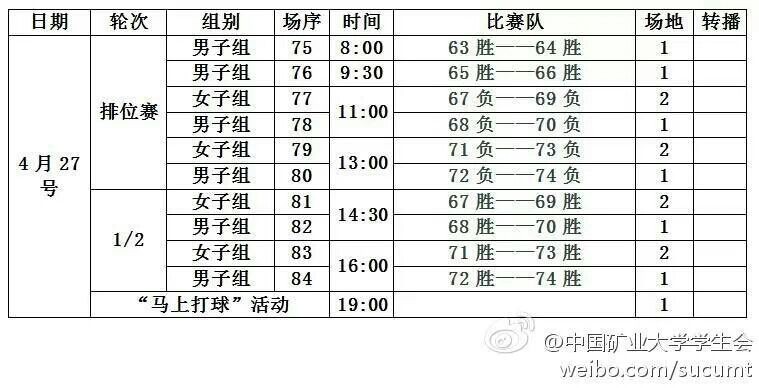 日期 轮次 组别 场序 时间 比赛队 场地 转播
4月27号 排位赛 男子组 75 8:00 63 胜——64 胜 1
男子组 76 9:30 65 胜——66 胜 1
女子组 77 11:00 67 负——69 负 2
男子组 78 68 负——70 负 1
女子组 79 13:00 71 负——73 负 2
男子组 80 72 负——74 负 1
1/2 女子组 81 14:30 67 胜——69 胜 2
男子组 82 68 胜——70 胜 1
女子组 83 16:00 71 胜——73 胜 2
男子组 84 72 胜——74 胜 1
“马上打球”活动 19:00 1
@中国矿业大学学生会
weibo.com/sucumt